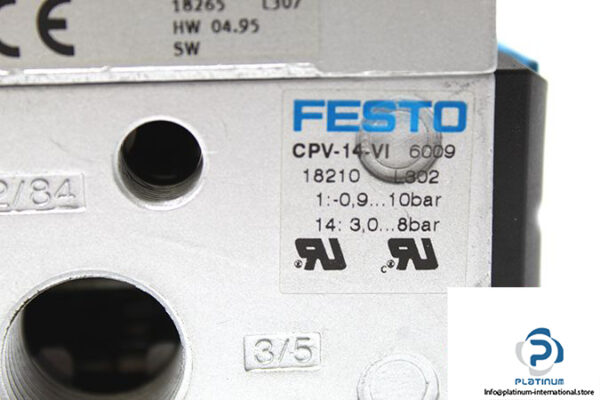 18265 L307
HW 04.95
SW
FESTO
CPV-14-VI 6009
18210 L802
1:-0,9...10bar
14: 3,0...8bar
2/84
3/5
PLATINUM
Info@platinum-international.store